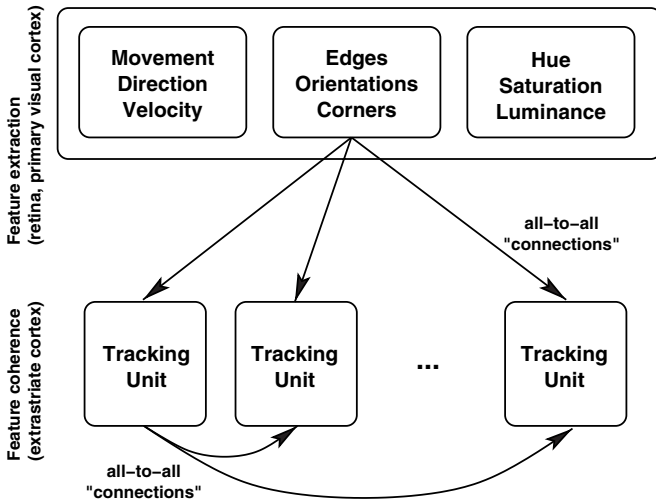 Feature extraction
(retina, primary visual cortex)
Movement
Direction
Velocity
Edges
Orientations
Corners
Hue
Saturation
Luminance
all-to-all
"connections"
Feature coherence
(extrastriate cortex)
Tracking
Unit
Tracking
Unit
...
Tracking
Unit
all-to-all
"connections"